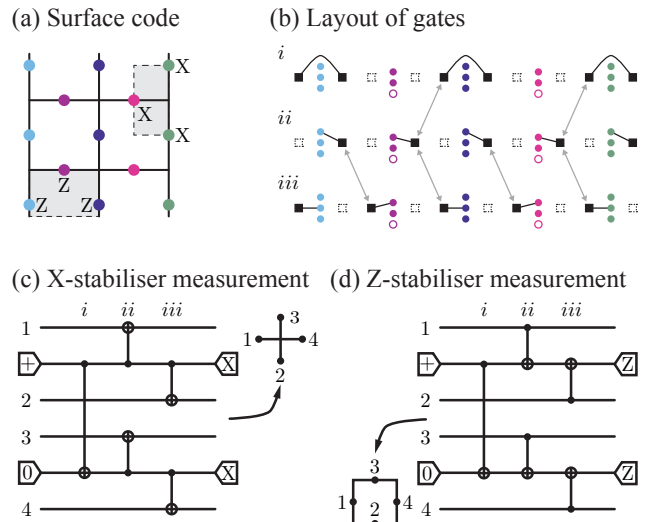 (a) Surface code
(b) Layout of gates
X
X
X
Z
Z
Z
i
ii
iii
(c) X-stabiliser measurement
(d) Z-stabiliser measurement
i
ii
iii
1
+
X
2
3
0
X
4
3
1
4
2
i
ii
iii
1
+
Z
2
3
0
Z
4
3
1
4
2